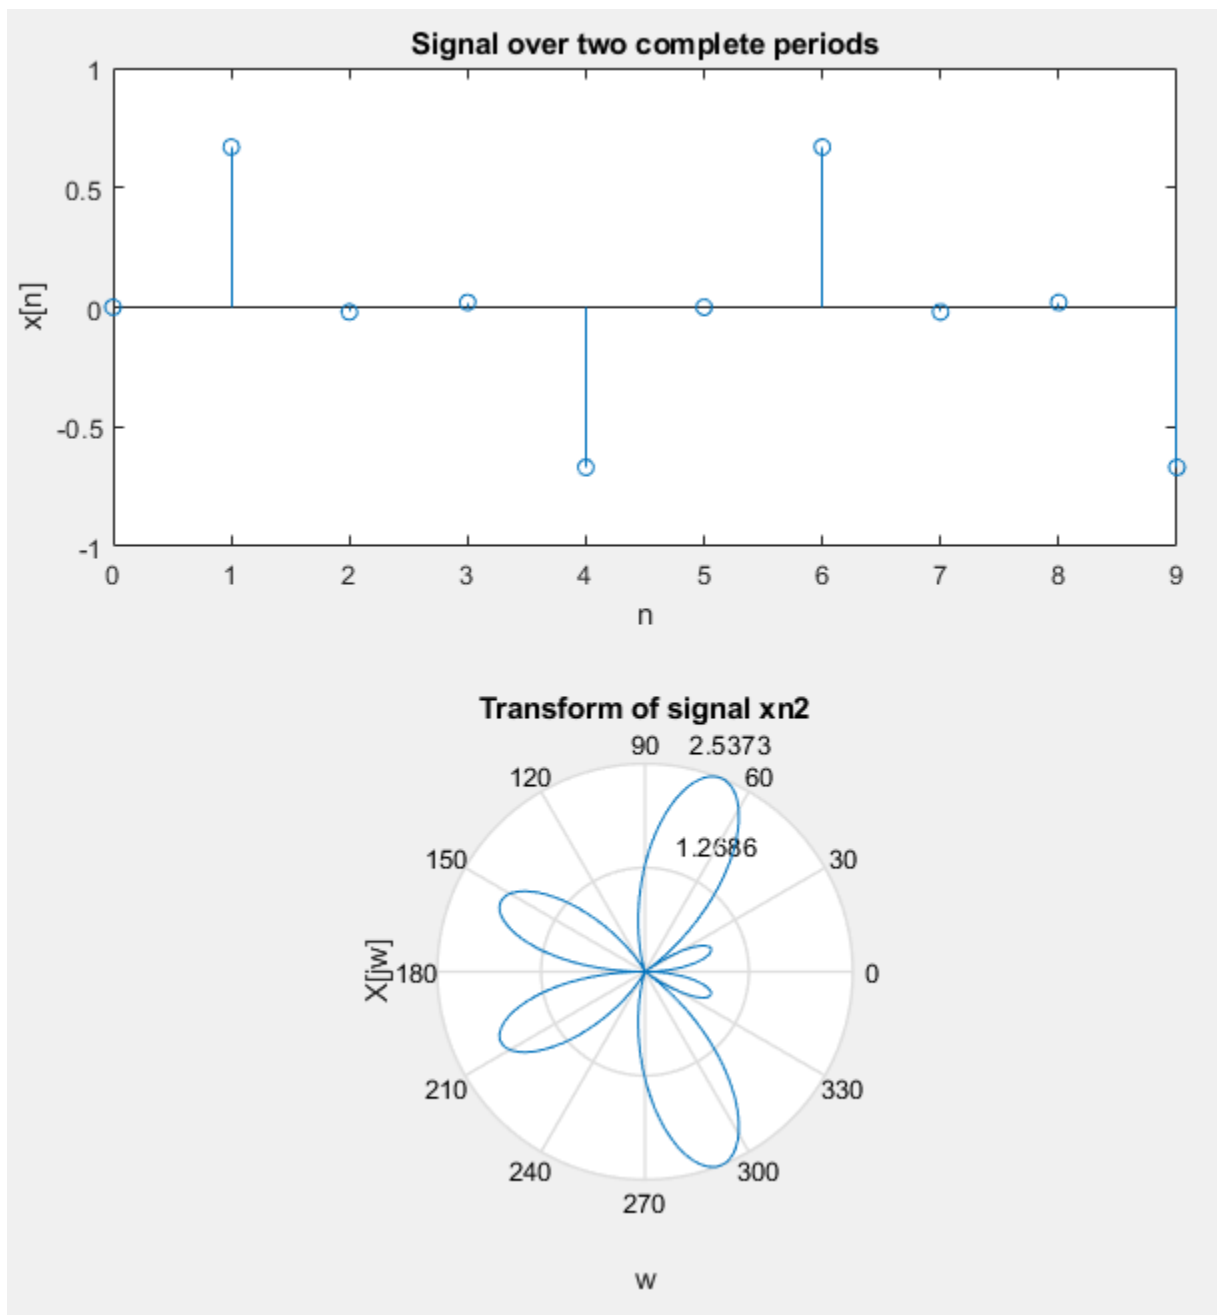 Signal over two complete periods
1
0.5
0
-0.5
-1
x[n]
0 1 2 3 4 5 6 7 8 9
n
Transform of signal xn2
90 2.5373
120 60
1.2686
150 30
X[jw]
180 0
210 330
240 300
270
w